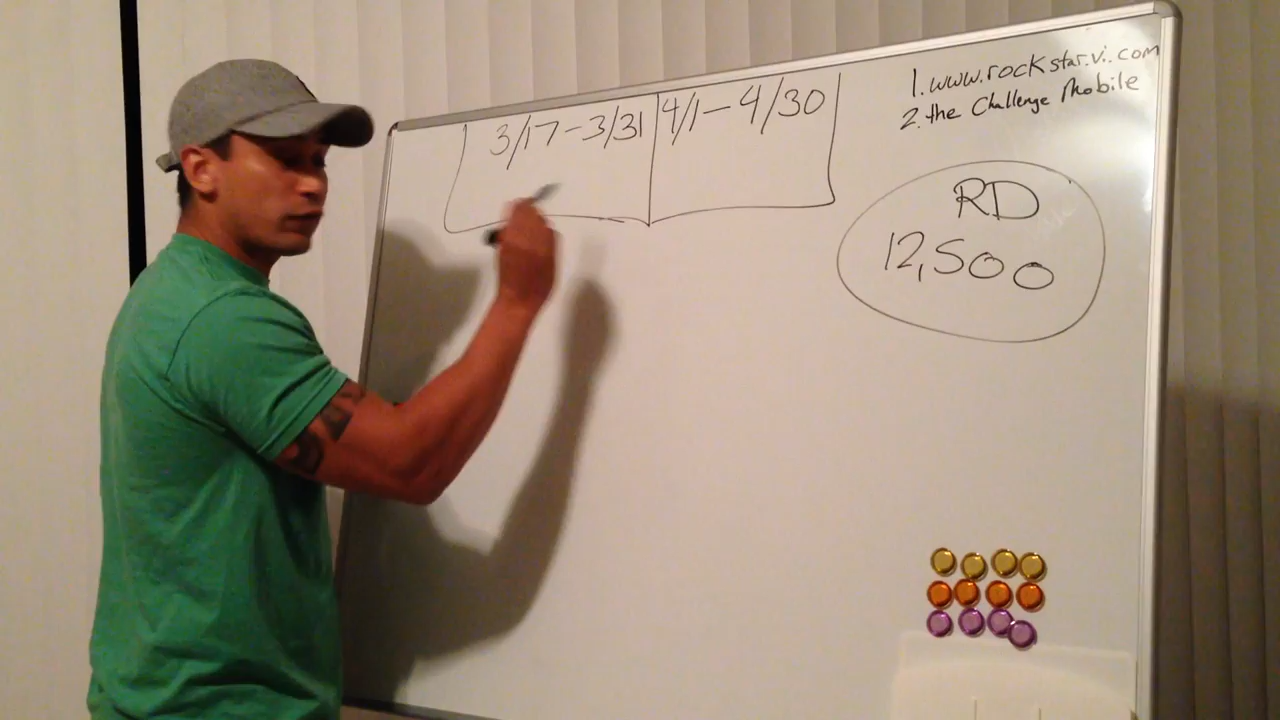 3/17-3/31 4/1-4/30
1. www.rockstar.vi.com
2. the Challenge Mobile
RD
12,500